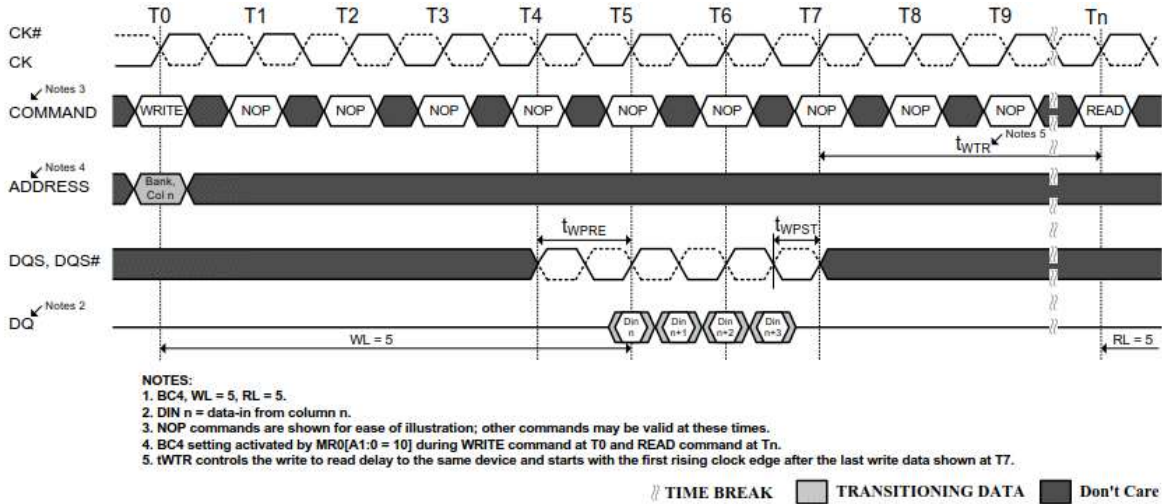 T0 T1 T2 T3 T4 T5 T6 T7 T8 T9 Tn
CK#
CK
Notes 3
COMMAND WRITE NOP NOP NOP NOP NOP NOP NOP NOP NOP READ
tWTR Notes 5
Notes 4
ADDRESS
Bank,
Col n
tWPRE tWPST
DQS, DQS#
Notes 2
DQ
Din Din Din Din
n n+1 n+2 n+3
WL = 5 RL = 5
NOTES:
1. BC4, WL = 5, RL = 5.
2. DIN n = data-in from column n.
3. NOP commands are shown for ease of illustration; other commands may be valid at these times.
4. BC4 setting activated by MR0[A1:0 = 10] during WRITE command at T0 and READ command at Tn.
5. tWTR controls the write to read delay to the same device and starts with the first rising clock edge after the last write data shown at T7.
TIME BREAK TRANSITIONING DATA Don't Care